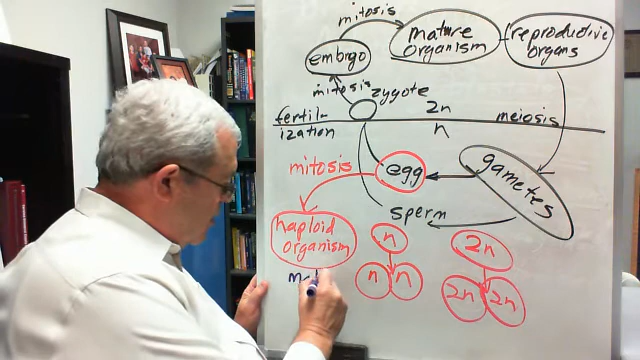 mitosis
mature
organism
reproductive
organs
embryo
mitosis
zygote
2n
fertil-
ization
n
meiosis
mitosis
egg
gametes
sperm
haploid
organism
n
n n
2n
2n 2n